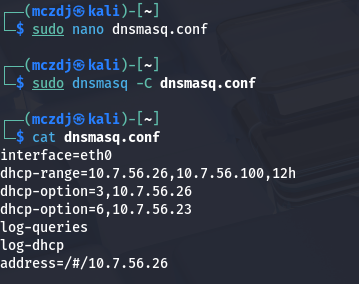 (mczdj㉿kali)-[~]
$ sudo nano dnsmasq.conf
(mczdj㉿kali)-[~]
$ sudo dnsmasq -C dnsmasq.conf
(mczdj㉿kali)-[~]
$ cat dnsmasq.conf
interface=eth0
dhcp-range=10.7.56.26,10.7.56.100,12h
dhcp-option=3,10.7.56.26
dhcp-option=6,10.7.56.23
log-queries
log-dhcp
address=/#/10.7.56.26